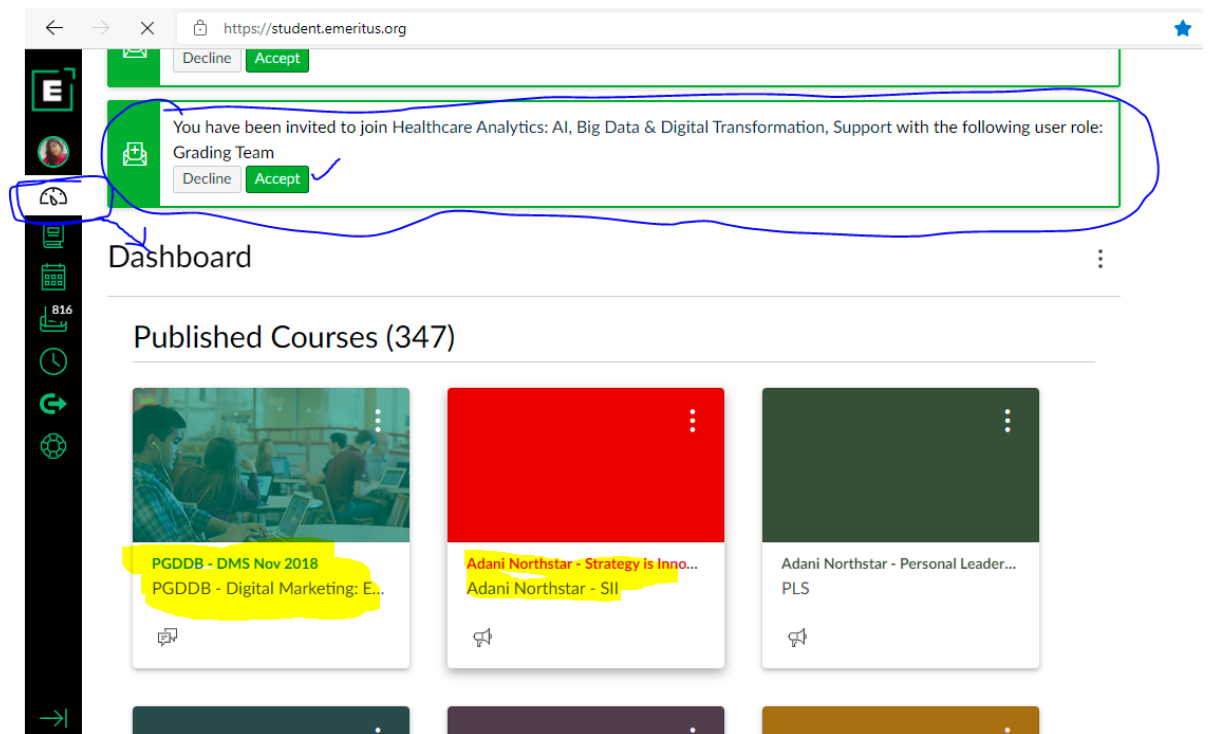 https://student.emeritus.org
Decline Accept
E
You have been invited to join Healthcare Analytics: AI, Big Data & Digital Transformation, Support with the following user role:
Grading Team
Decline Accept
Dashboard
816
Published Courses (347)
PGDDB - DMS Nov 2018
PGDDB - Digital Marketing: E...
Adani Northstar - Strategy is Inno...
Adani Northstar - SII
Adani Northstar - Personal Leader...
PLS